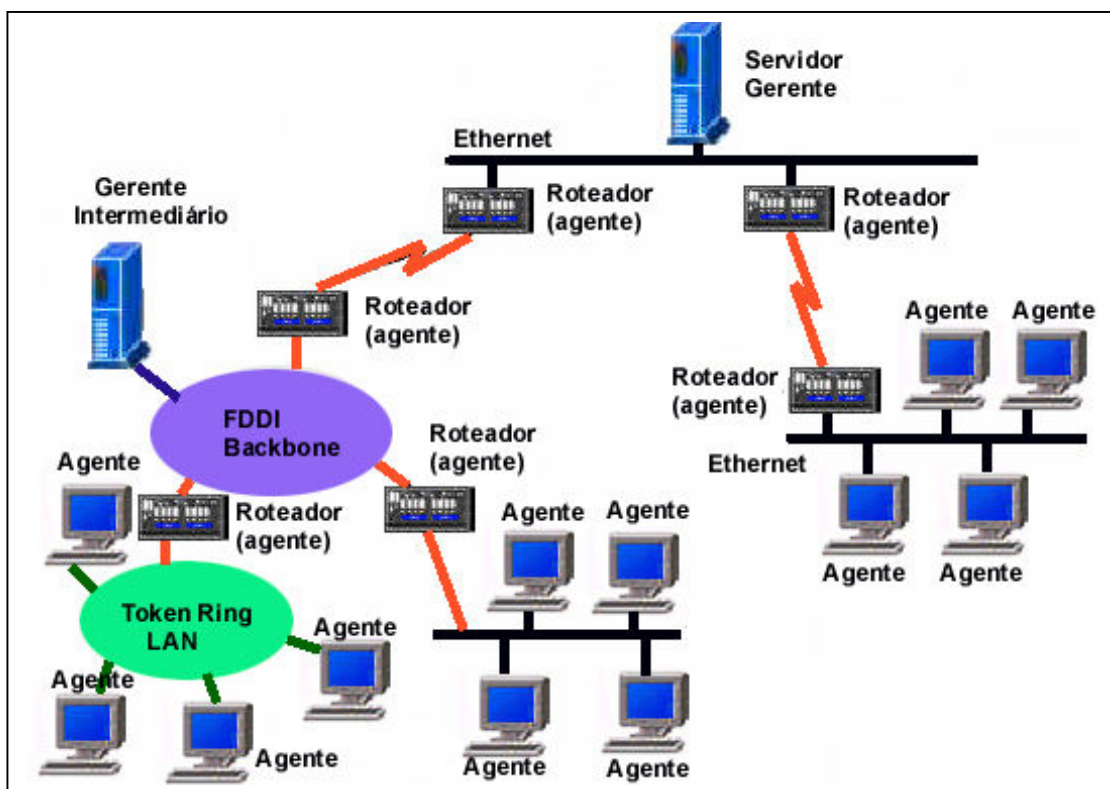 Servidor
Gerente
Ethernet
Gerente
Intermediário
Roteador
(agente)
Roteador
(agente)
Roteador
(agente)
Agente
Agente
Roteador
(agente)
FDDI
Backbone
Roteador
(agente)
Ethernet
Agente
Roteador
(agente)
Agente
Agente
Agente
Agente
Token Ring
LAN
Agente
Agente
Agente
Agente
Agente